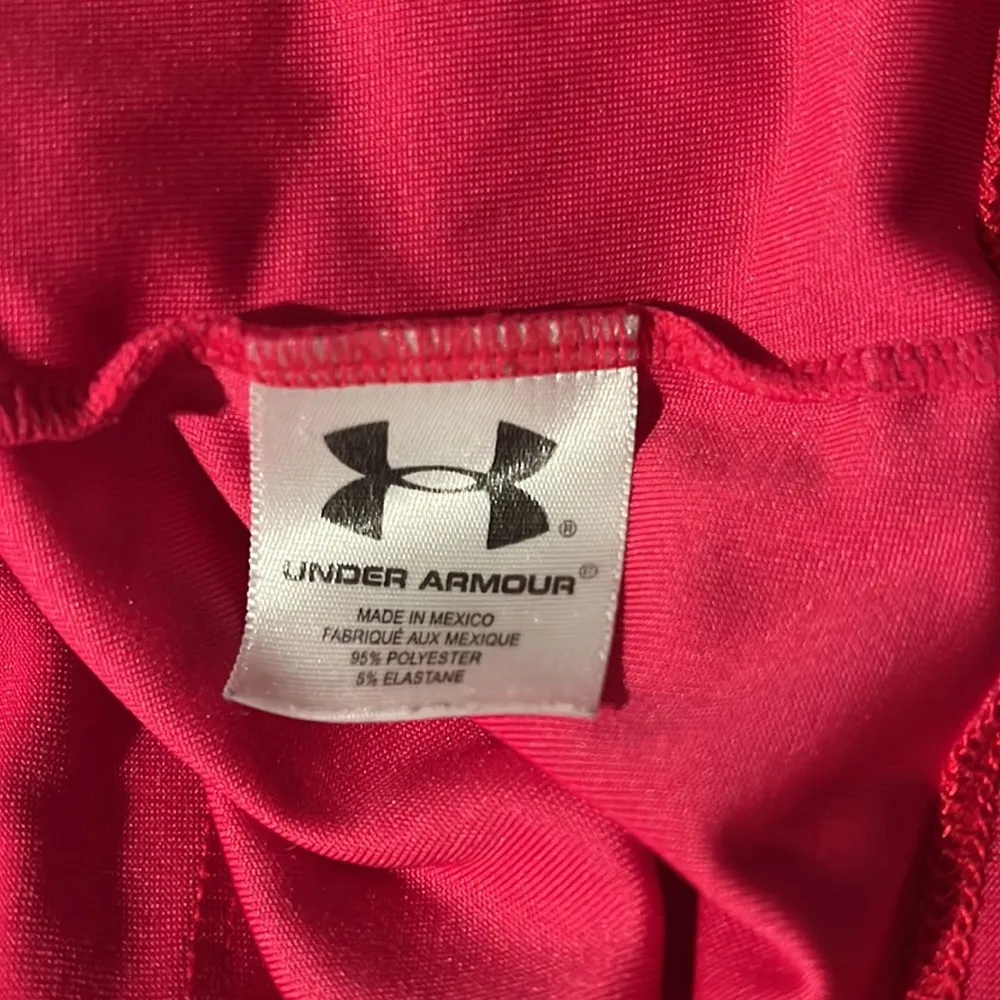 ®
UNDER ARMOUR®
MADE IN MEXICO
FABRIQUÉ AUX MEXIQUE
95% POLYESTER
5% ELASTANE